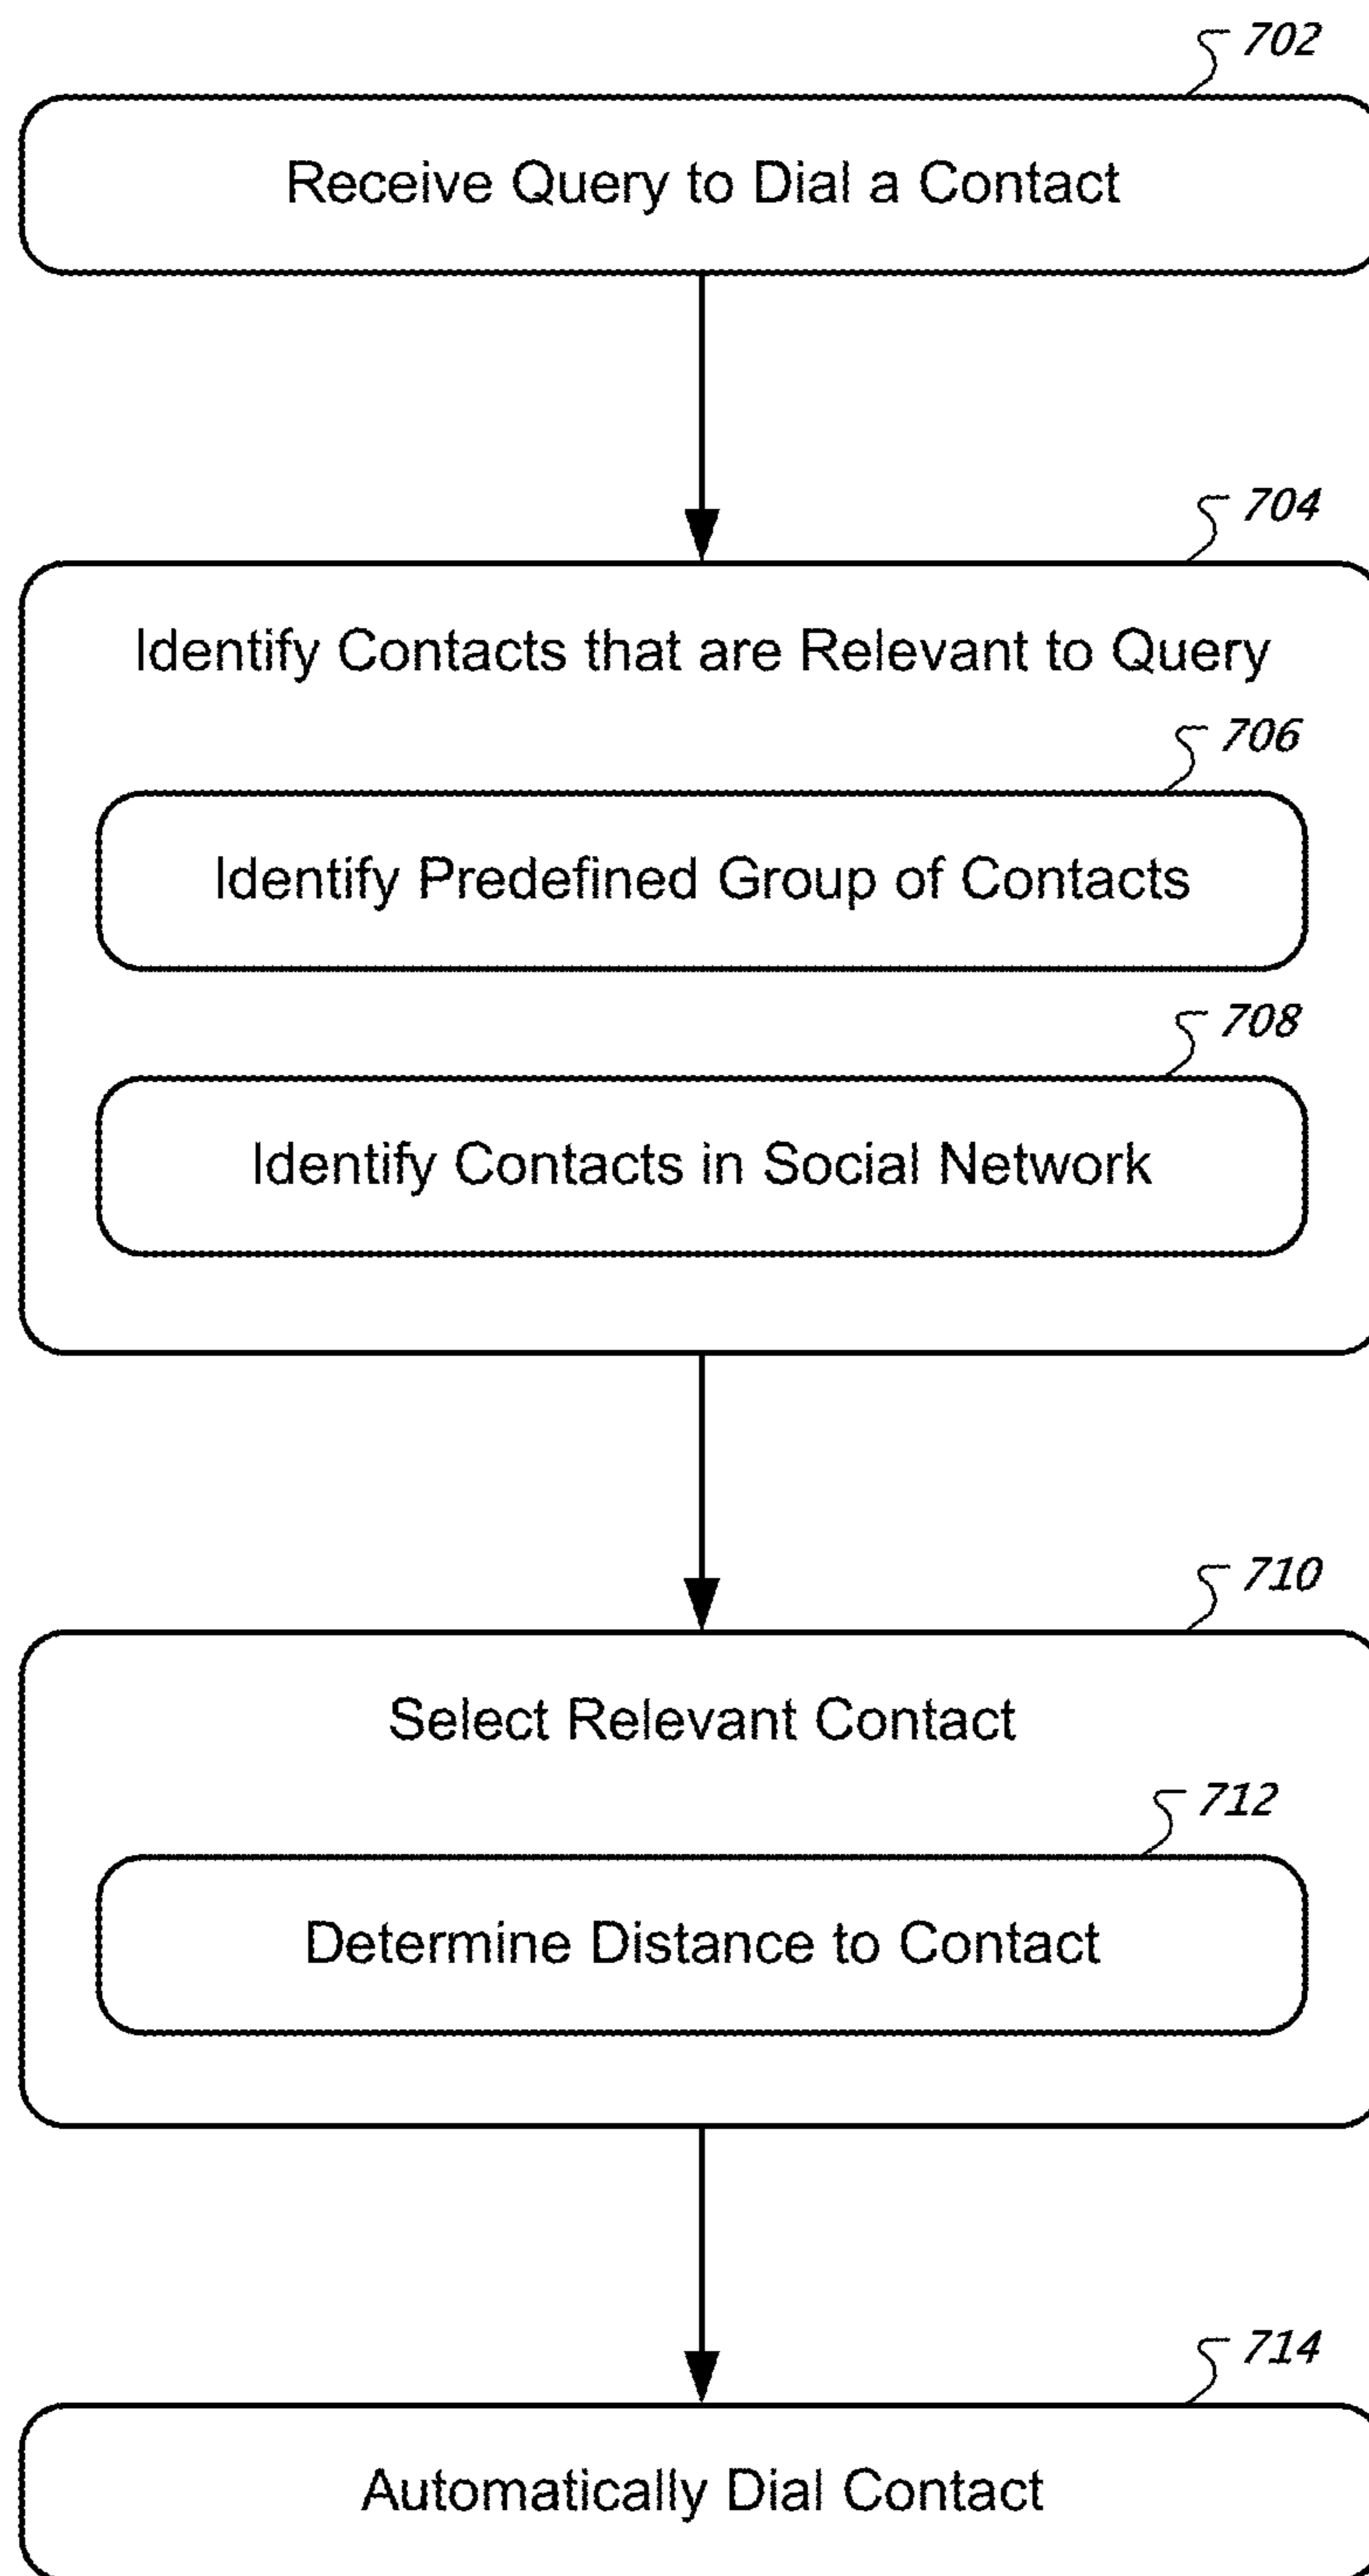 702
Receive Query to Dial a Contact
704
Identify Contacts that are Relevant to Query
706
Identify Predefined Group of Contacts
708
Identify Contacts in Social Network
710
Select Relevant Contact
712
Determine Distance to Contact
714
Automatically Dial Contact